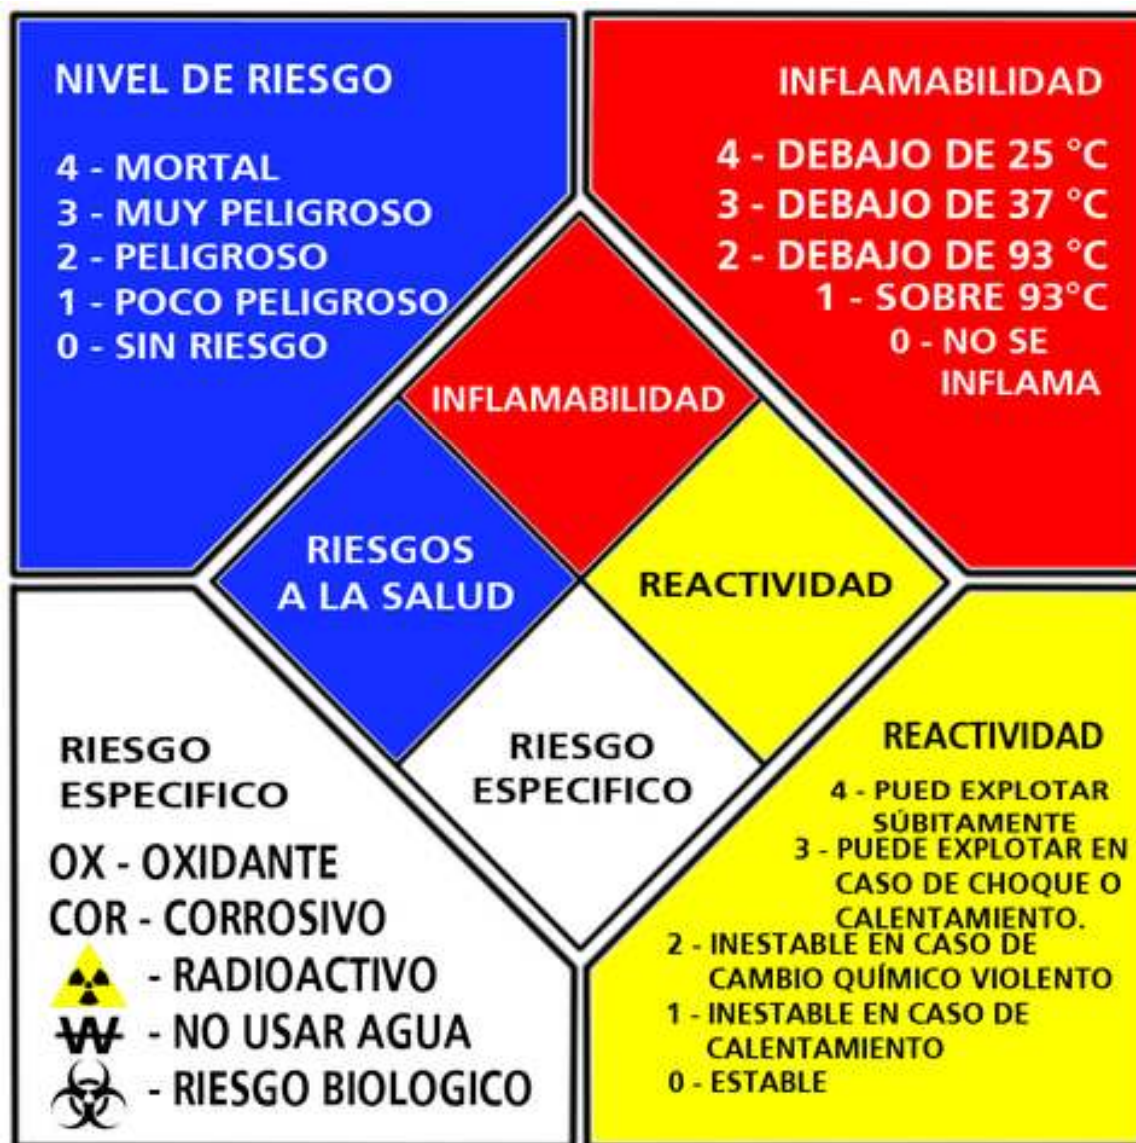 NIVEL DE RIESGO
4 - MORTAL
3 - MUY PELIGROSO
2 - PELIGROSO
1 - POCO PELIGROSO
0 - SIN RIESGO
INFLAMABILIDAD
4 - DEBAJO DE 25 °C
3 - DEBAJO DE 37 °C
2 - DEBAJO DE 93 °C
1 - SOBRE 93°C
0 - NO SE
INFLAMA
INFLAMABILIDAD
RIESGOS
A LA SALUD
REACTIVIDAD
RIESGO
ESPECIFICO
RIESGO
ESPECIFICO
OX - OXIDANTE
COR - CORROSIVO
- RADIOACTIVO
W - NO USAR AGUA
- RIESGO BIOLOGICO
REACTIVIDAD
4 - PUED EXPLOTAR
SÚBITAMENTE
3 - PUEDE EXPLOTAR EN
CASO DE CHOQUE O
CALENTAMIENTO.
2 - INESTABLE EN CASO DE
CAMBIO QUÍMICO VIOLENTO
1 - INESTABLE EN CASO DE
CALENTAMIENTO
0 - ESTABLE